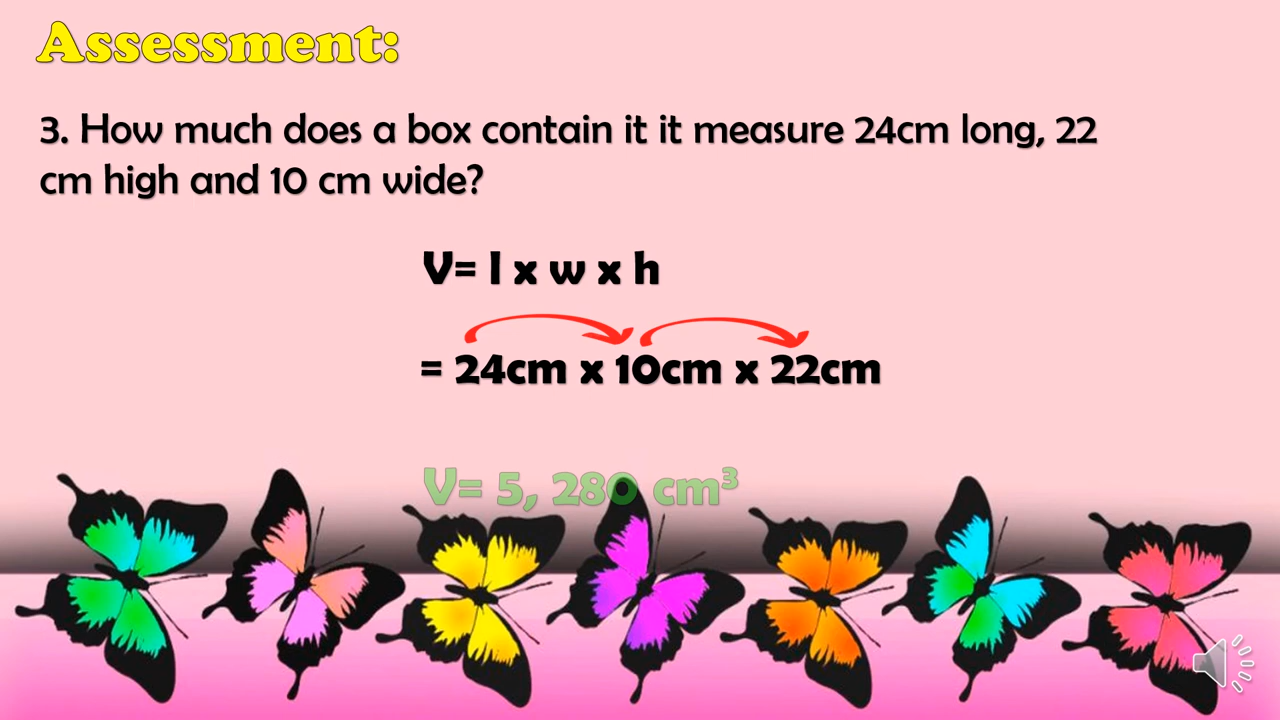 Assessment:
3. How much does a box contain it it measure 24cm long, 22
cm high and 10 cm wide?
V= l x w x h
= 24cm x 10cm x 22cm
V= 5, 280 cm³